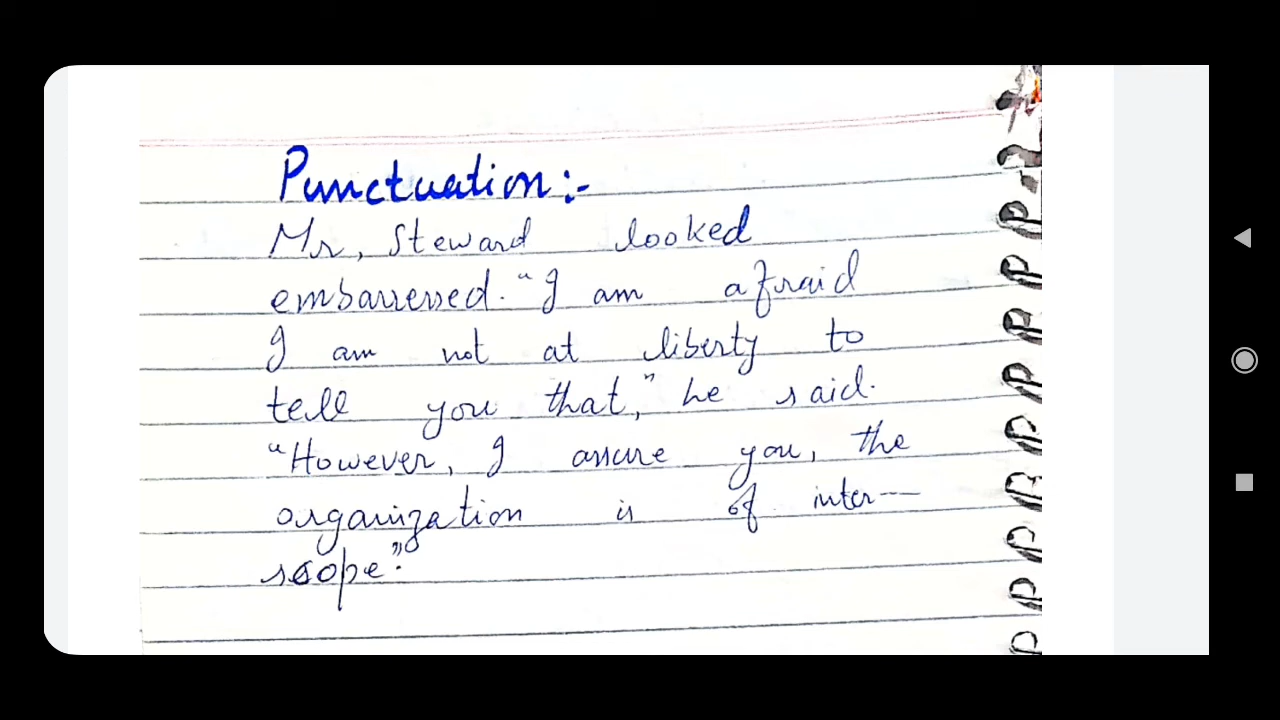 Punctuation:-
Mr, Steward looked
embarressed. "I am afraid
I am not at liberty to
tell you that," he said.
"However, I assure you, the
organization is of inter—
scope."